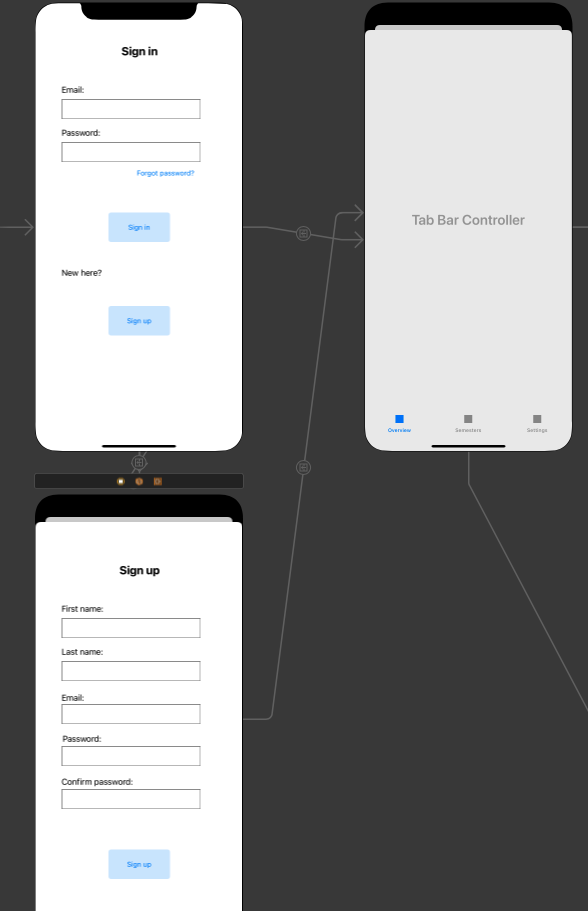 Sign in
Email:
Password:
Forgot password?
Sign in
New here?
Sign up
Tab Bar Controller
Overview
Semesters
Settings
Sign up
First name:
Last name:
Email:
Password:
Confirm password:
Sign up